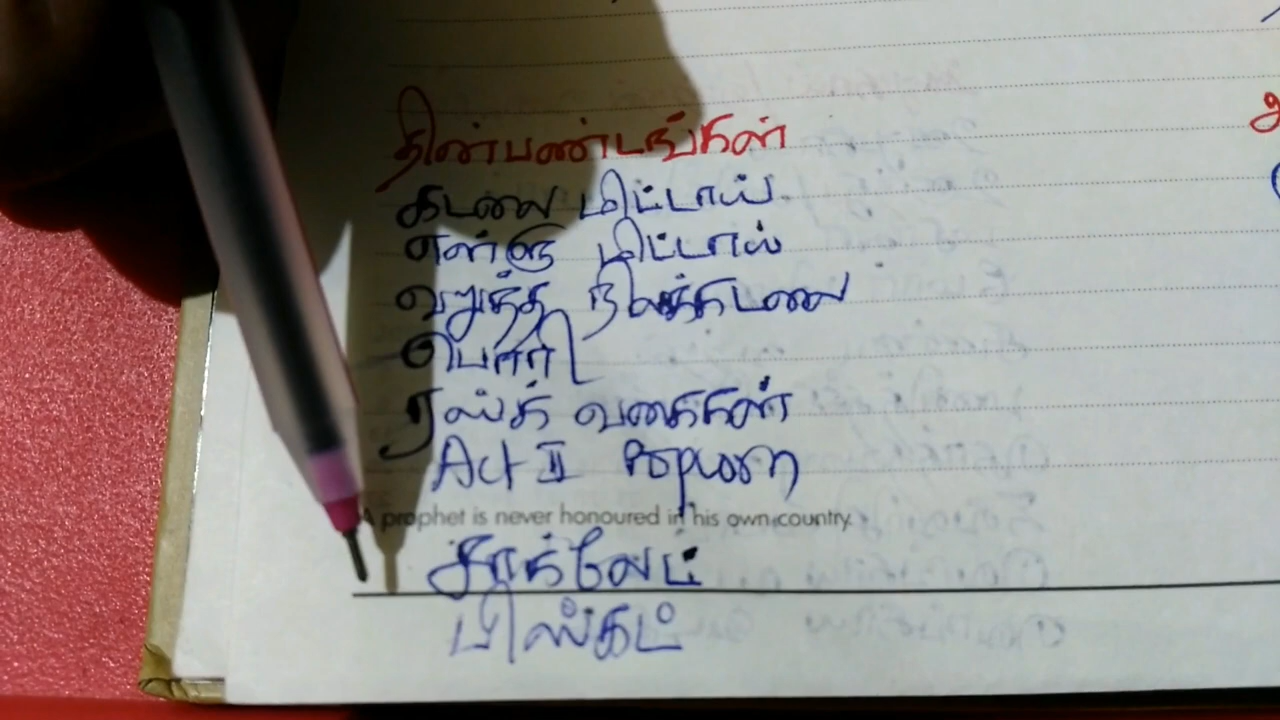 தின்பண்டங்கள்
கடலை மிட்டாய்
எள்ளு மிட்டாய்
வறுத்த நிலக்கடலை
பொரி
ரஸ்க் வகைகள்
Act II
A prophet is never honoured in his own country.
சாக்லேட்
பிஸ்கட்